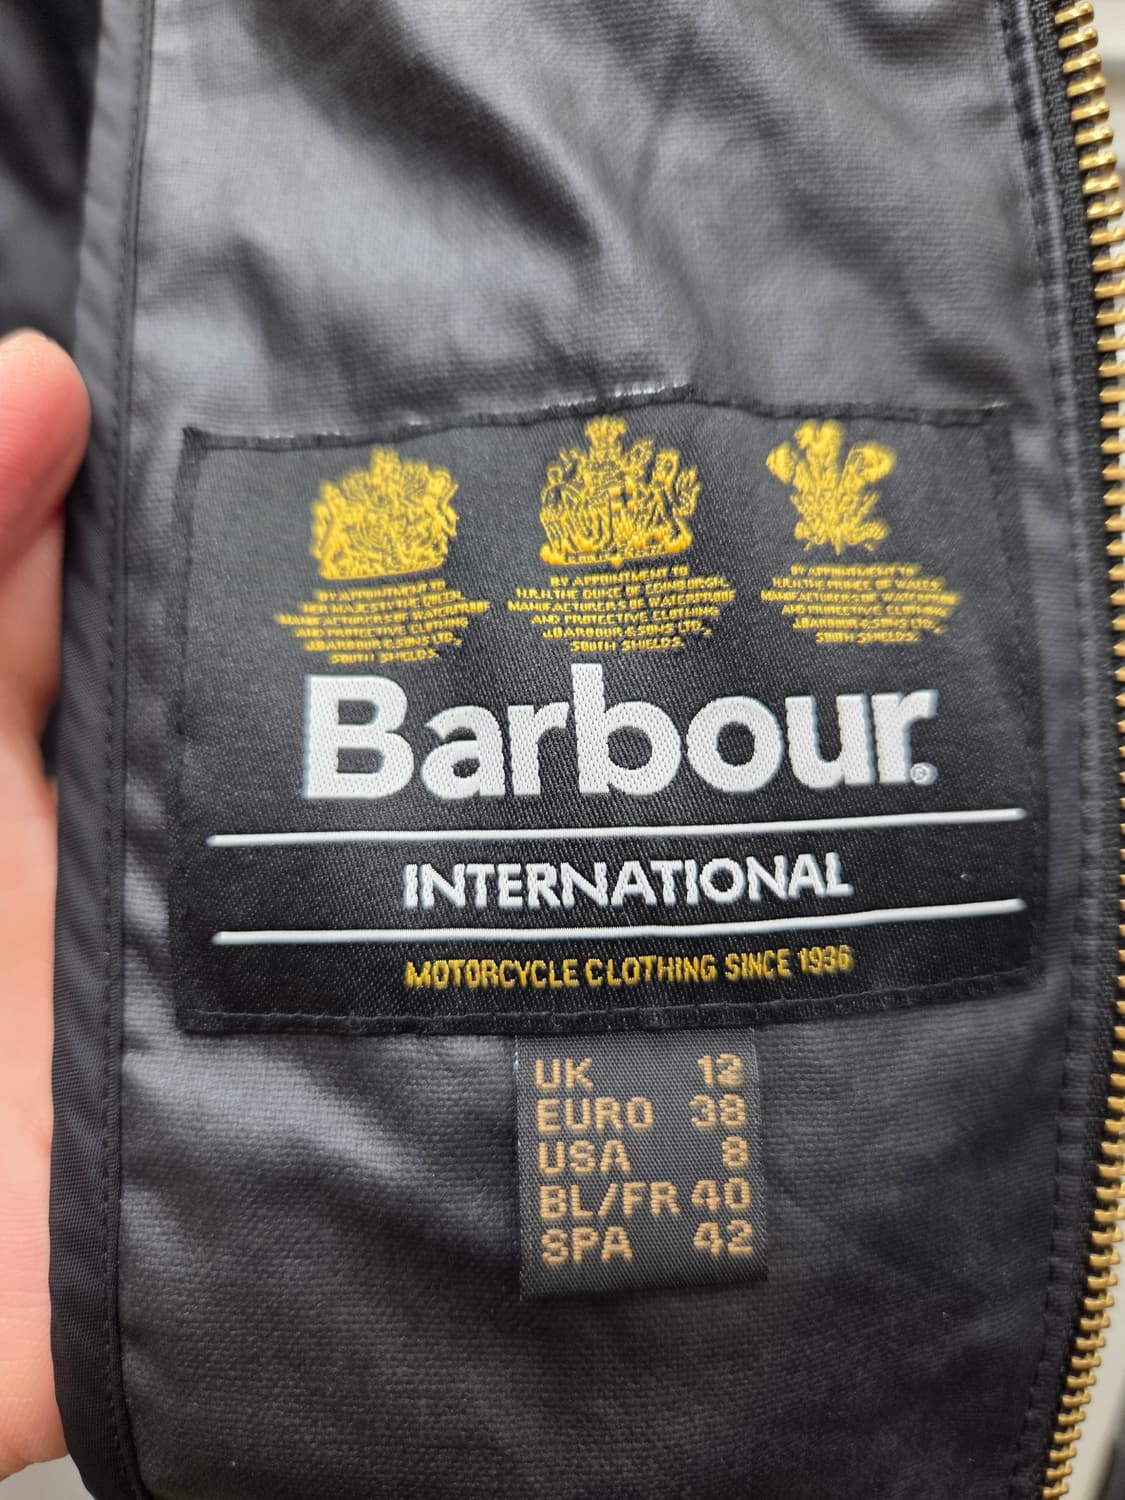 BY APPOINTMENT TO
HER MAJESTY THE QUEEN
MANUFACTURERS OF WATERPROOF
AND PROTECTIVE CLOTHING
J.BARBOUR & SONS LTD,
SOUTH SHIELDS.
BY APPOINTMENT TO
H.R.H. THE DUKE OF EDINBURGH,
MANUFACTURERS OF WATERPROOF
AND PROTECTIVE CLOTHING
J.BARBOUR & SONS LTD,
SOUTH SHIELDS.
BY APPOINTMENT TO
H.R.H. THE PRINCE OF WALES
MANUFACTURERS OF WATERPROOF
AND PROTECTIVE CLOTHING
J.BARBOUR & SONS LTD,
SOUTH SHIELDS.
Barbour®
INTERNATIONAL
MOTORCYCLE CLOTHING SINCE 1936
UK 12
EURO 38
USA 8
BL/FR 40
SPA 42